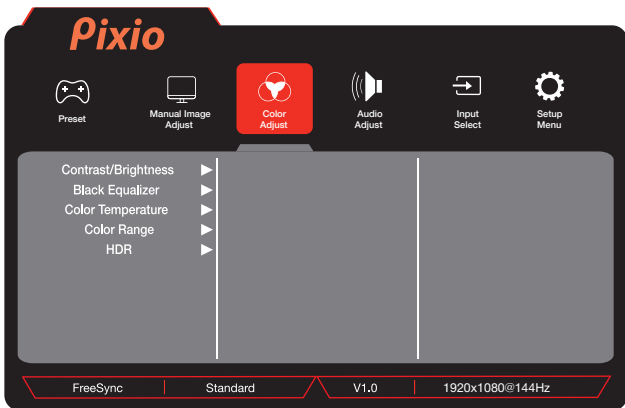 Pixio
Preset
Manual Image
Adjust
Color
Adjust
Audio
Adjust
Input
Select
Setup
Menu
Contrast/Brightness
Black Equalizer
Color Temperature
Color Range
HDR
FreeSync Standard V1.0 1920x1080@144Hz